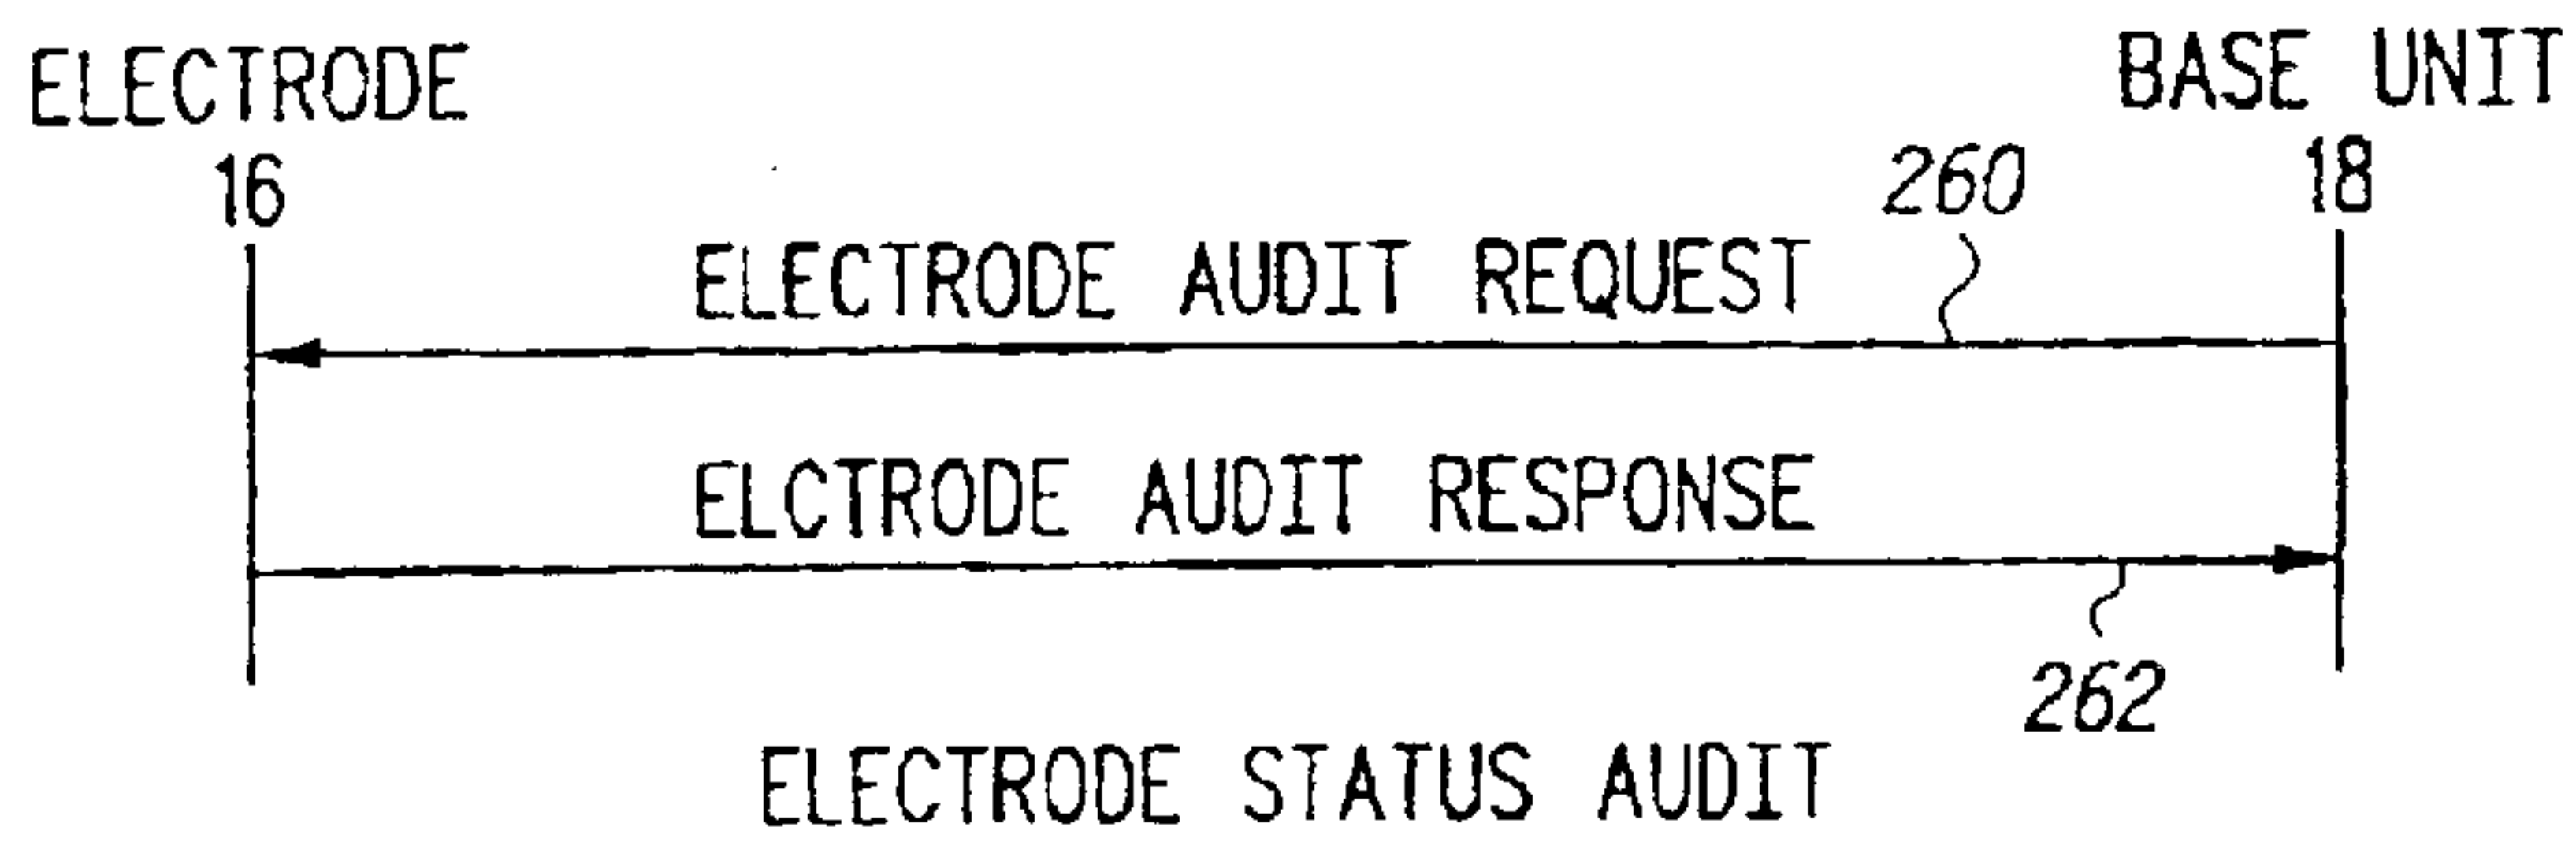 ELECTRODE
16
BASE UNIT
18
260
ELECTRODE AUDIT REQUEST
ELCTRODE AUDIT RESPONSE
262
ELECTRODE STATUS AUDIT